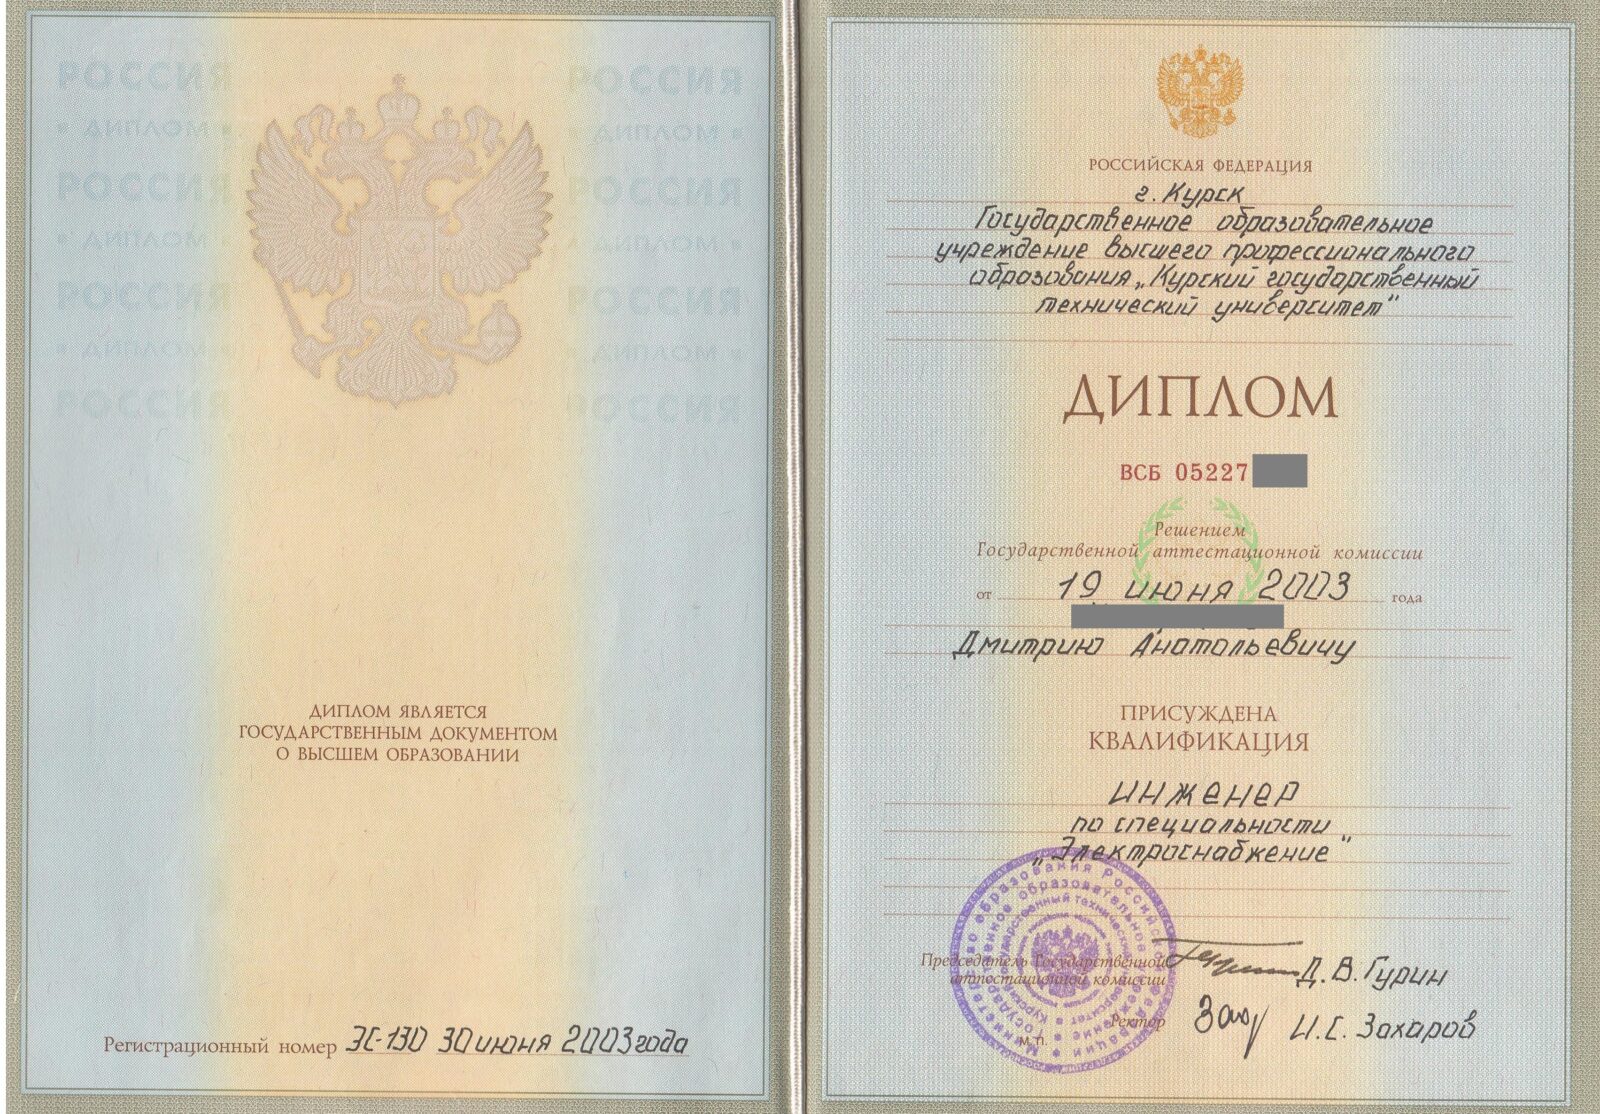 РОССИЯ РОССИЯ
* ДИПЛОМ * * ДИПЛОМ *
РОССИЯ РОССИЯ
* ДИПЛОМ * * ДИПЛОМ *
РОССИЯ РОССИЯ
* ДИПЛОМ * * ДИПЛОМ *
РОССИЯ РОССИЯ
ДИПЛОМ ЯВЛЯЕТСЯ
ГОСУДАРСТВЕННЫМ ДОКУМЕНТОМ
О ВЫСШЕМ ОБРАЗОВАНИИ
Регистрационный номер ЭС-130 30 июня 2003 года
РОССИЙСКАЯ ФЕДЕРАЦИЯ
г. Курск
Государственное образовательное
учреждение высшего профессионального
образования „Курский государственный
технический университет"
ДИПЛОМ
ВСБ 05227
Решением
Государственной аттестационной комиссии
от 19 июня 2003 года
Дмитрию Анатольевичу
ПРИСУЖДЕНА
КВАЛИФИКАЦИЯ
инженер
по специальности
„Электроснабжение"
Председатель Государственной
аттестационной комиссии
Д. В. Гурин
Ректор
И. С. Захаров
М. П.